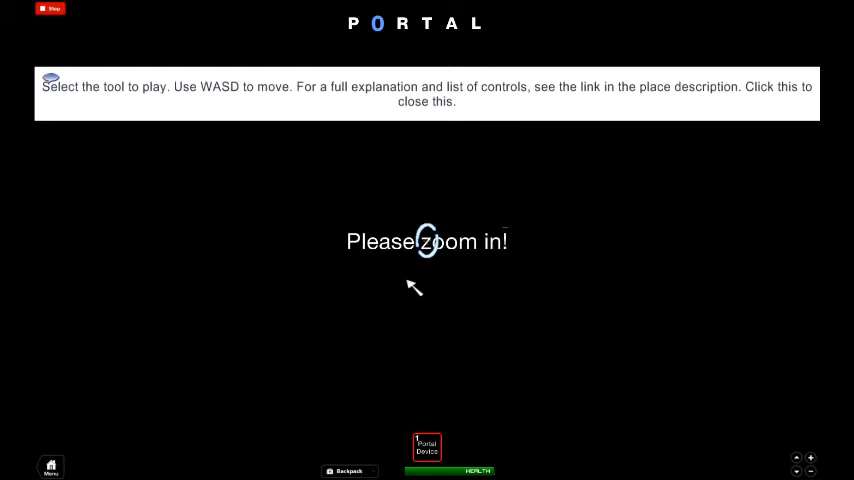 Stop
PORTAL
Select the tool to play. Use WASD to move. For a full explanation and list of controls, see the link in the place description. Click this to
close this.
Please zoom in!
1
Portal
Device
Menu
Backpack
HEALTH